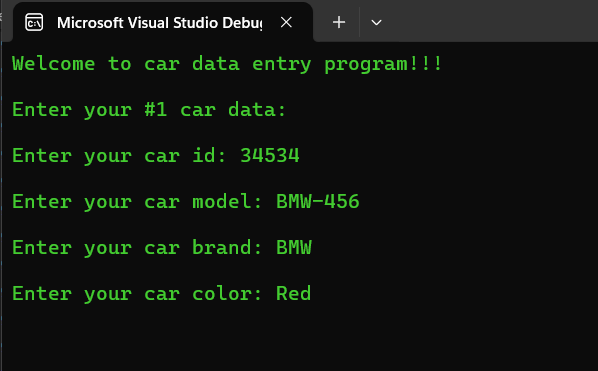 Microsoft Visual Studio Debug
Welcome to car data entry program!!!
Enter your #1 car data:
Enter your car id: 34534
Enter your car model: BMW-456
Enter your car brand: BMW
Enter your car color: Red